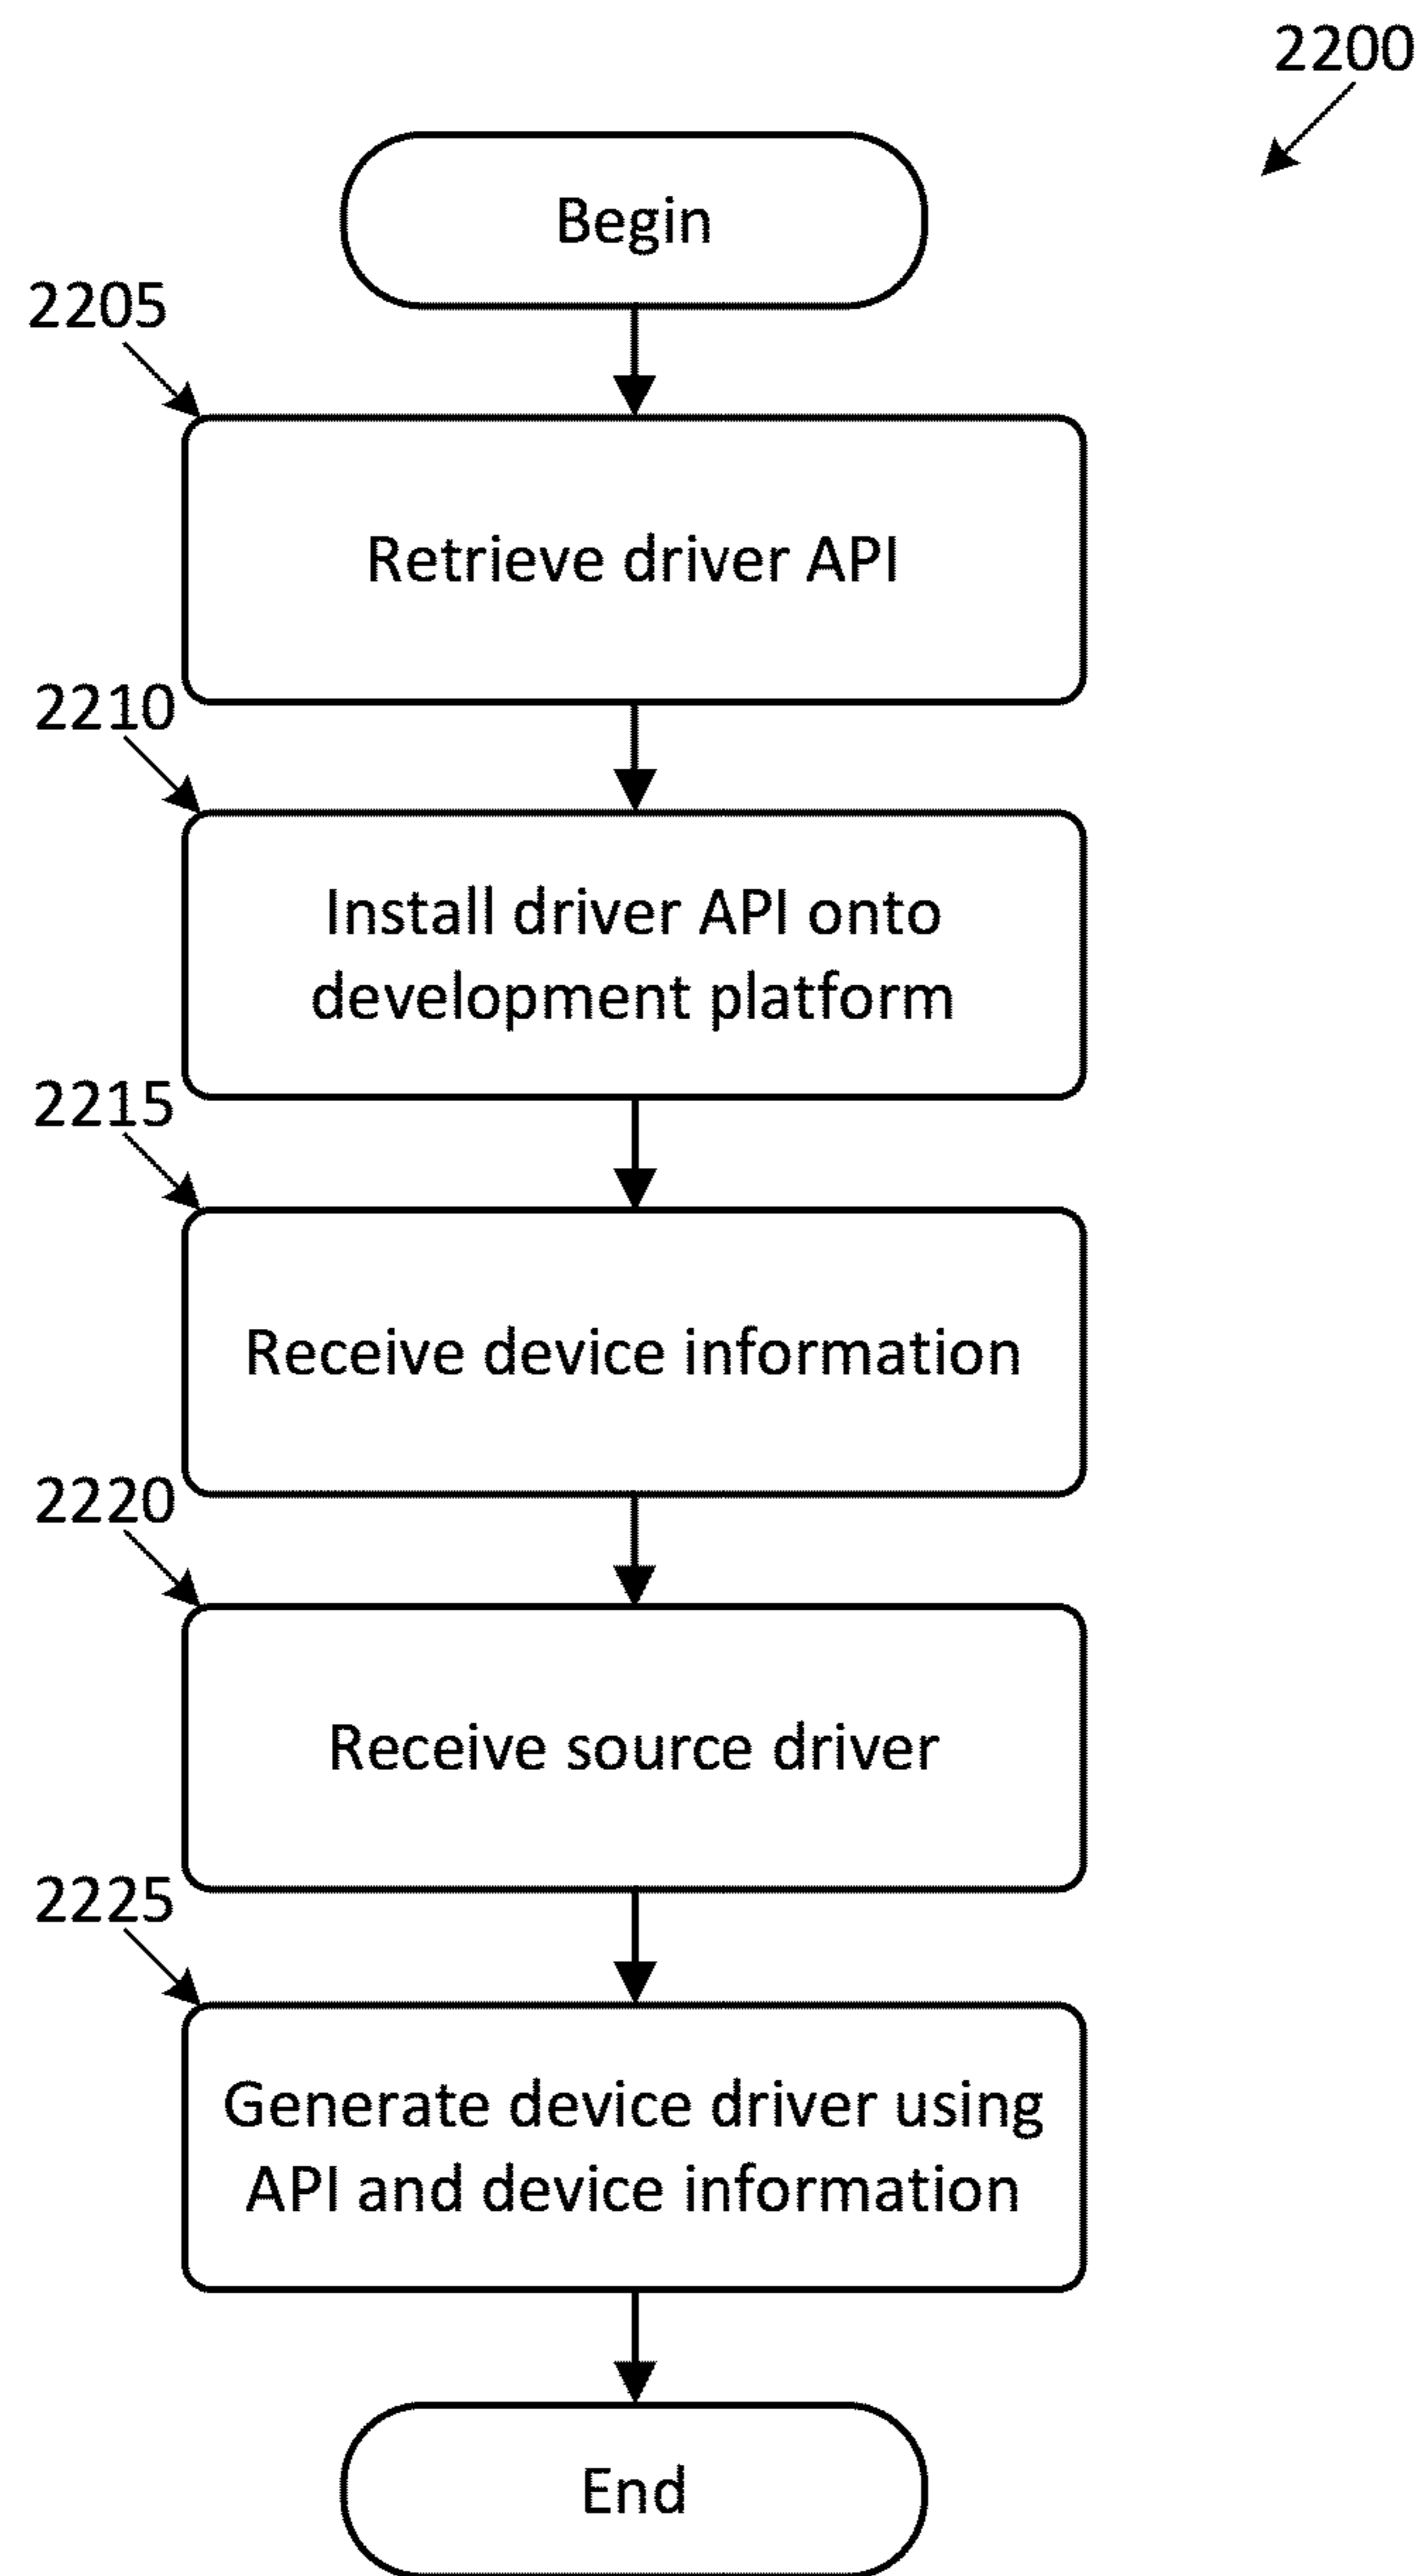 2200
Begin
2205
Retrieve driver API
2210
Install driver API onto
development platform
2215
Receive device information
2220
Receive source driver
2225
Generate device driver using
API and device information
End